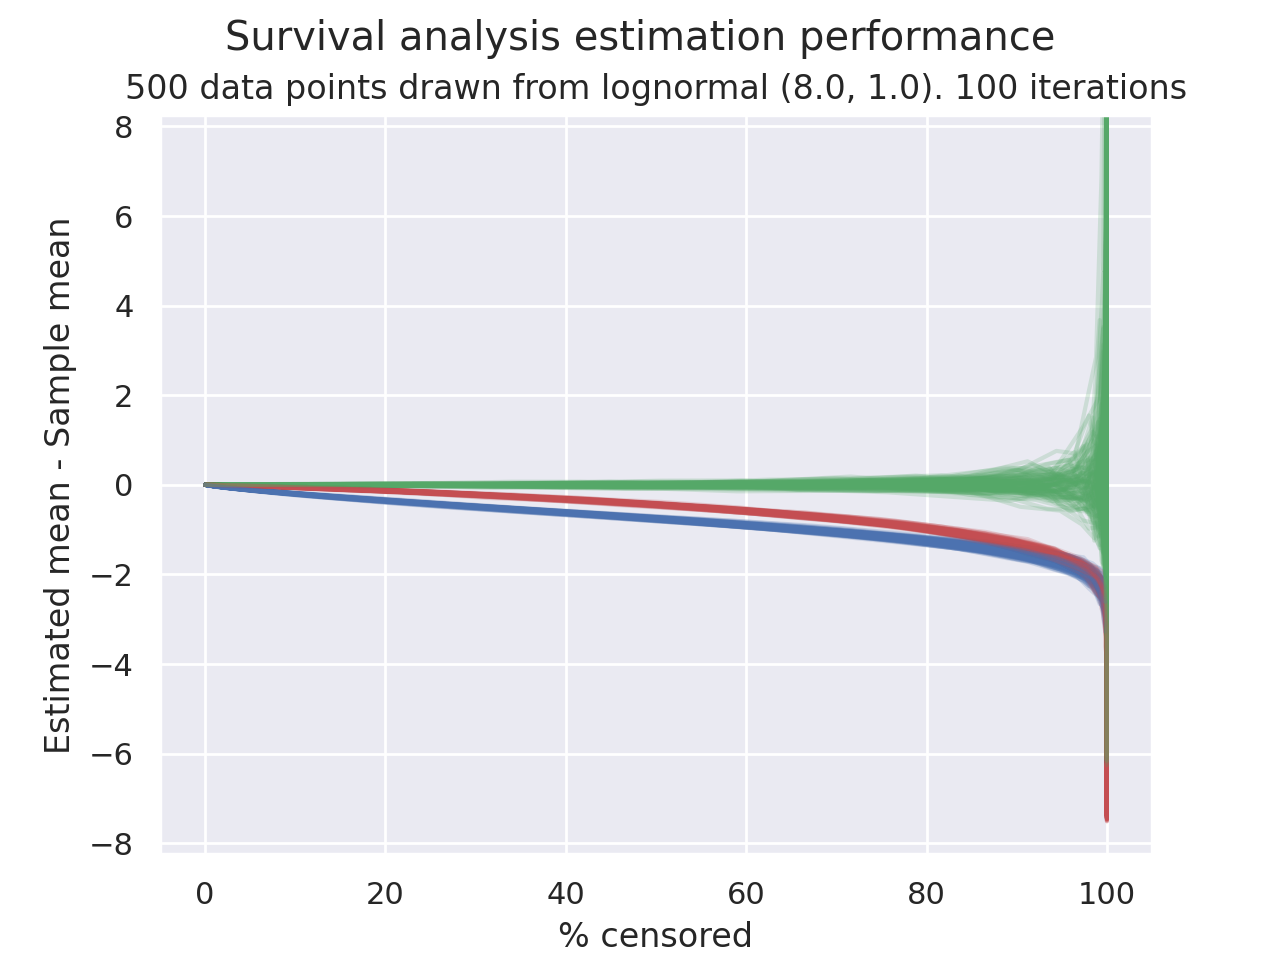 Survival analysis estimation performance
500 data points drawn from lognormal (8.0, 1.0). 100 iterations
8
6
4
2
0
−2
−4
−6
−8
Estimated mean - Sample mean
0 20 40 60 80 100
% censored